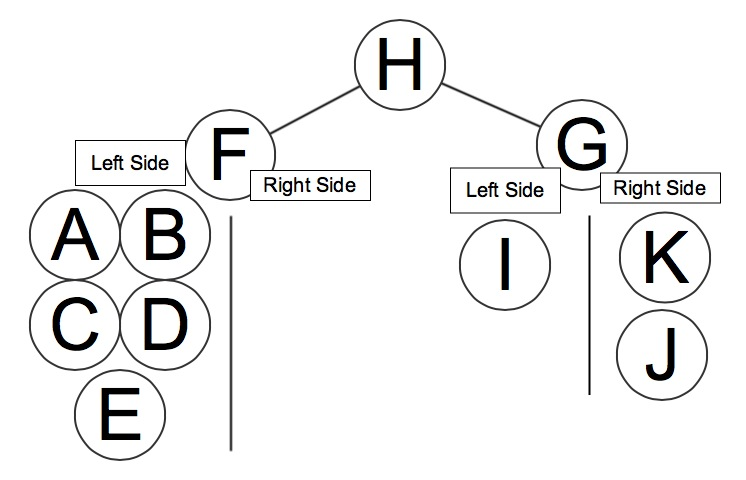 H
F
G
Left Side
Right Side
Left Side
Right Side
A B
I
K
C D
J
E